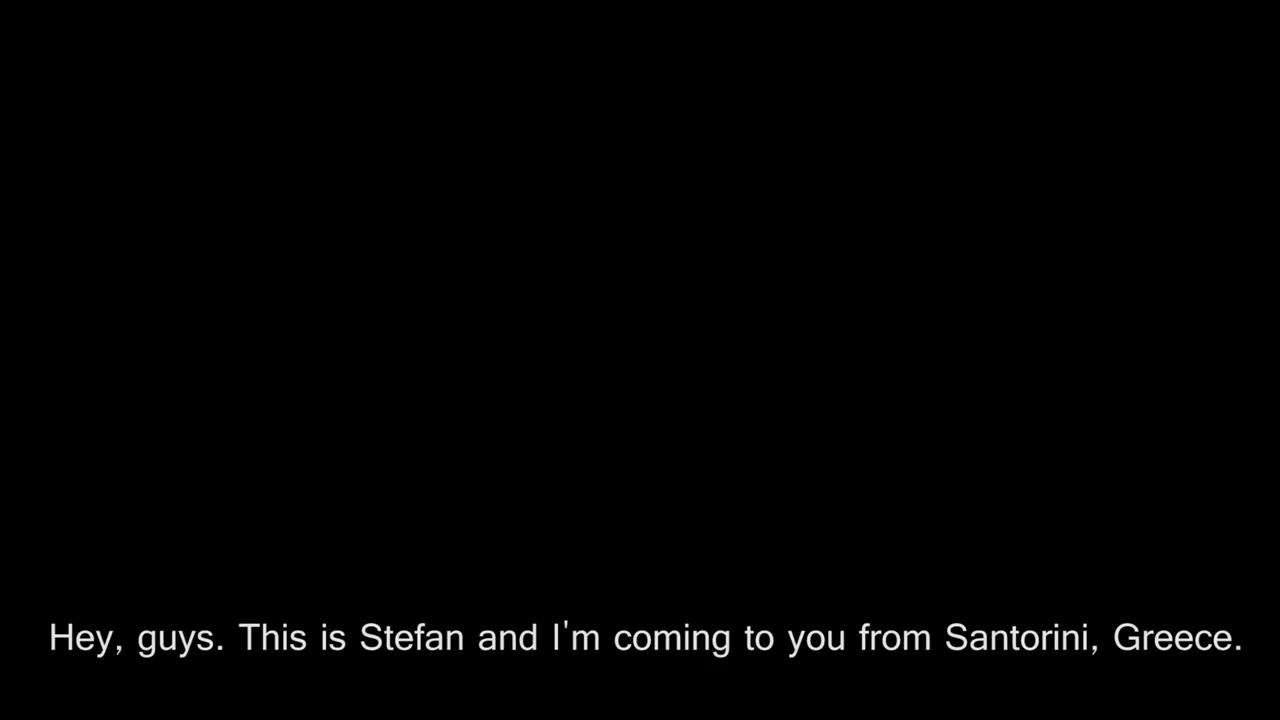 Hey, guys. This is Stefan and I'm coming to you from Santorini, Greece.